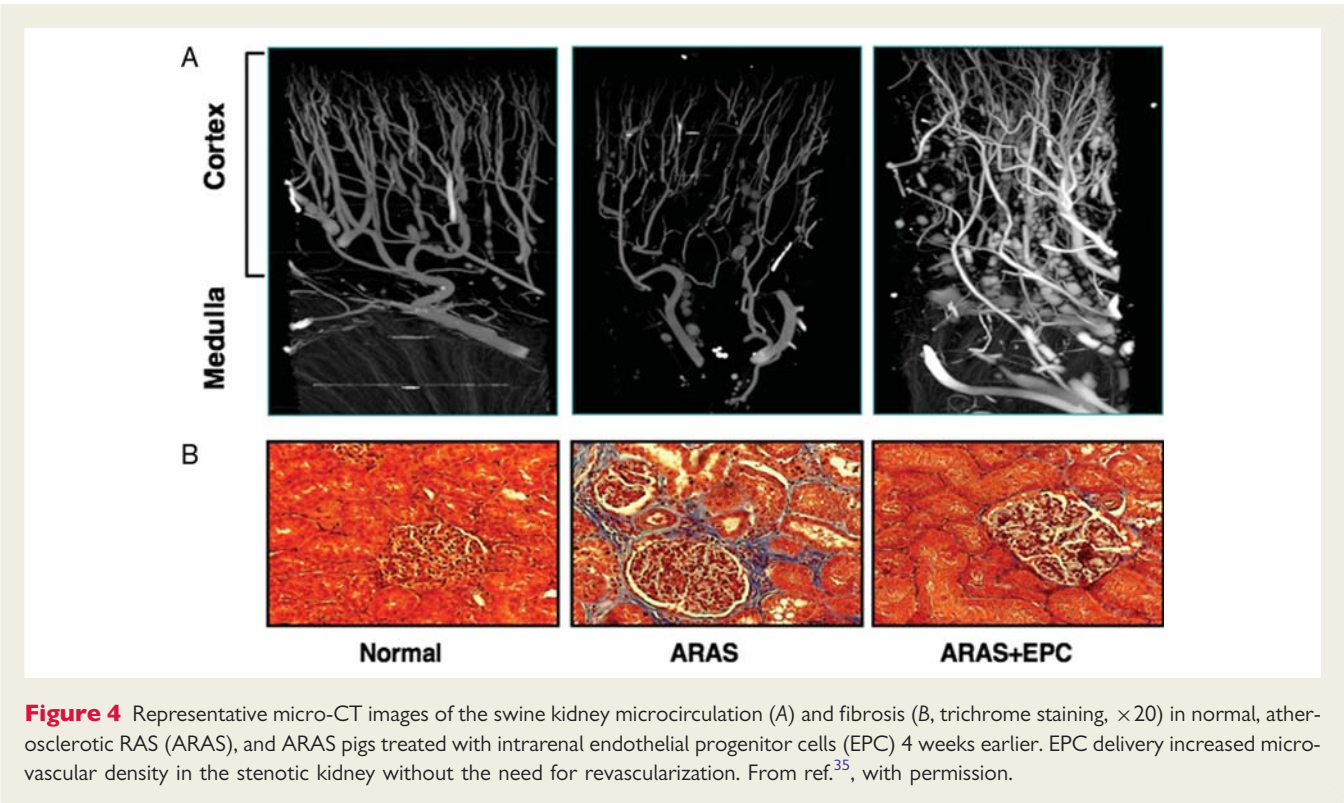 A
Cortex
Medulla
B
Normal ARAS ARAS+EPC
Figure 4 Representative micro-CT images of the swine kidney microcirculation (A) and fibrosis (B, trichrome staining, ×20) in normal, ather-
osclerotic RAS (ARAS), and ARAS pigs treated with intrarenal endothelial progenitor cells (EPC) 4 weeks earlier. EPC delivery increased micro-
vascular density in the stenotic kidney without the need for revascularization. From ref.35, with permission.